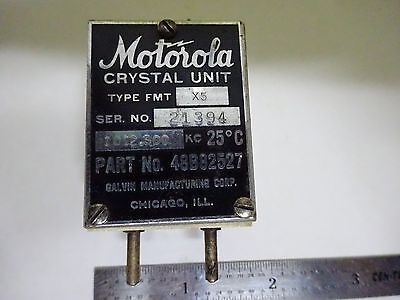 Motorola
CRYSTAL UNIT
TYPE FMT X5
SER. NO. 21394
KC 25°C
PART No. 48B92527
GALVIN MANUFACTURING CORP.
CHICAGO, ILL.
1 2 3